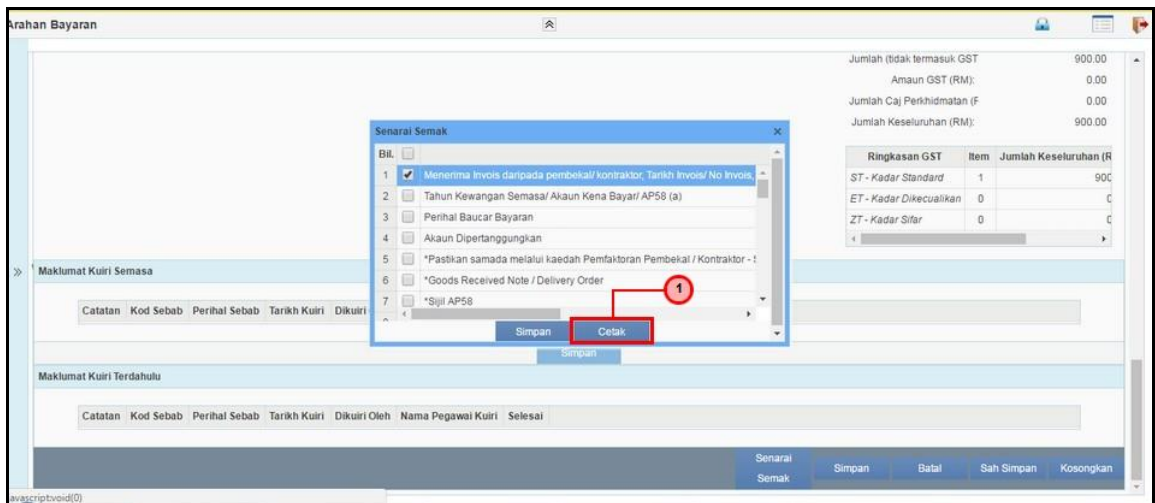 Arahan Bayaran
Jumlah (tidak termasuk GST 900.00
Amaun GST (RM): 0.00
Jumlah Caj Perkhidmatan (F 0.00
Jumlah Keseluruhan (RM): 900.00
Ringkasan GST Item Jumlah Keseluruhan (R
ST - Kadar Standard 1 900
ET - Kadar Dikecualikan 0
ZT - Kadar Sifar 0
Senarai Semak
Bil.
1 Menerima Invois daripada pembekal/ kontraktor, Tarikh Invois/ No Invois,
2 Tahun Kewangan Semasa/ Akaun Kena Bayar/ AP58 (a)
3 Perihal Baucar Bayaran
4 Akaun Dipertanggungkan
5 *Pastikan samada melalui kaedah Pemfaktoran Pembekal / Kontraktor -
6 *Goods Received Note / Delivery Order
7 *Sijil AP58
Simpan Cetak
1
Maklumat Kuiri Semasa
Catatan Kod Sebab Perihal Sebab Tarikh Kuiri Dikuiri
Simpan
Maklumat Kuiri Terdahulu
Catatan Kod Sebab Perihal Sebab Tarikh Kuiri Dikuiri Oleh Nama Pegawai Kuiri Selesai
Senarai Semak Simpan Batal Sah Simpan Kosongkan
avascript:void(0)